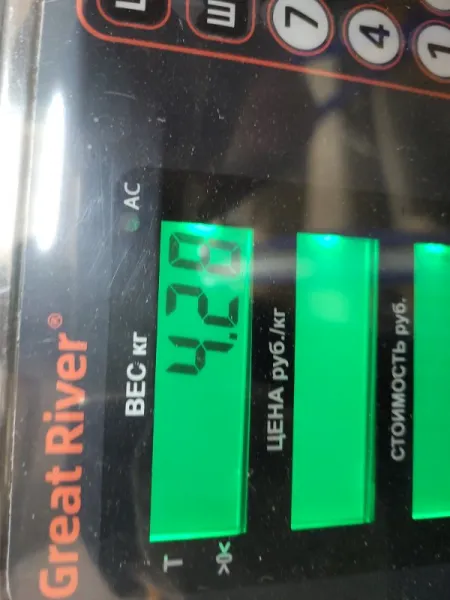 Great River®
ВЕС кг
AC
T
4.28
>0<
ЦЕНА руб./кг
СТОИМОСТЬ руб.
7
4
1